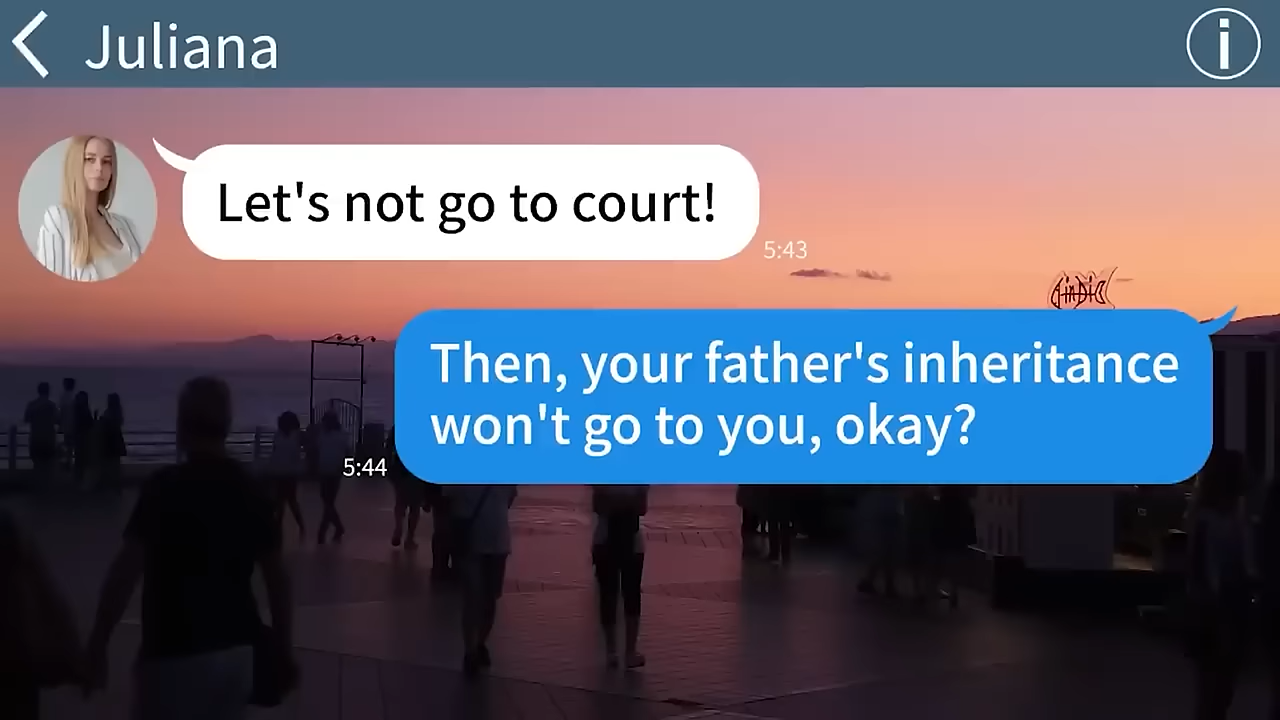 Juliana
i
Let's not go to court!
5:43
Then, your father's inheritance
won't go to you, okay?
5:44